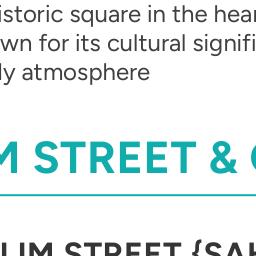 istoric square in the hear
wn for its cultural signifi
ly atmosphere
M STREET &
LIM STREET {SAH